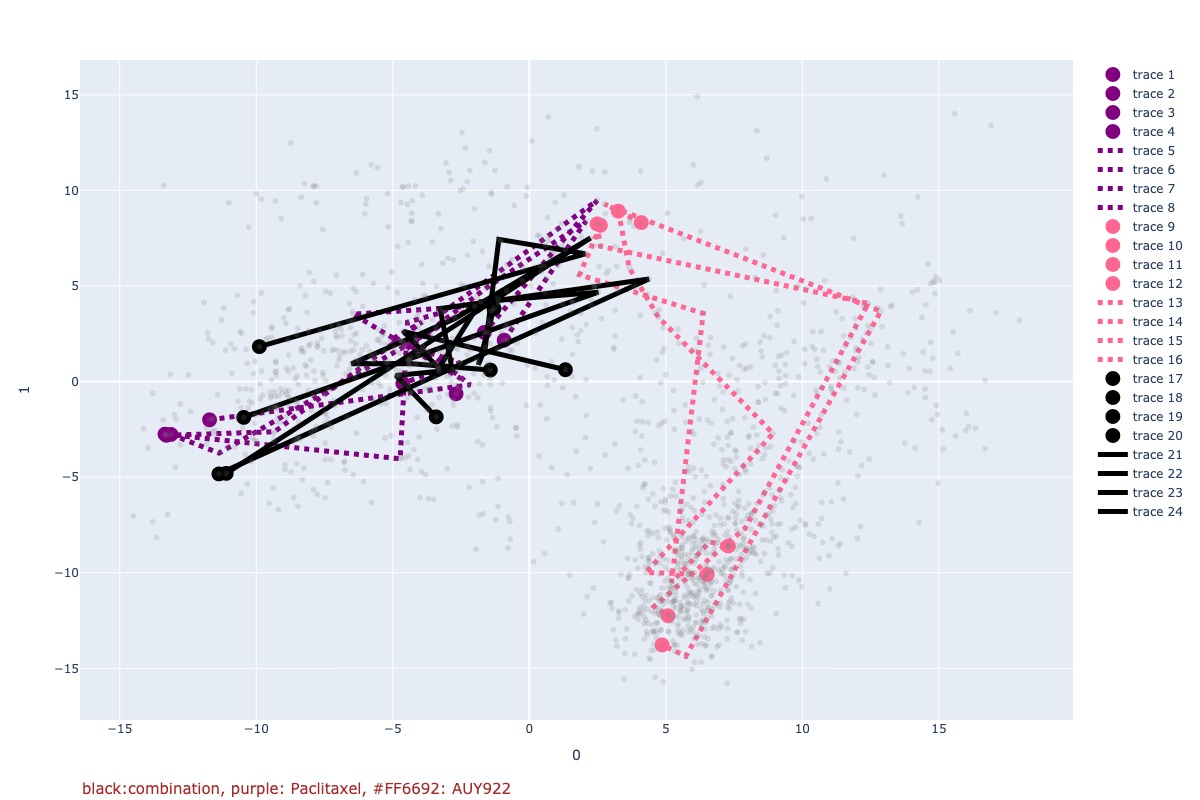 15
10
5
0
−5
−10
−15
−15
−10
−5
0
5
10
15
0
1
trace 1
trace 2
trace 3
trace 4
trace 5
trace 6
trace 7
trace 8
trace 9
trace 10
trace 11
trace 12
trace 13
trace 14
trace 15
trace 16
trace 17
trace 18
trace 19
trace 20
trace 21
trace 22
trace 23
trace 24
black:combination, purple: Paclitaxel, #FF6692: AUY922